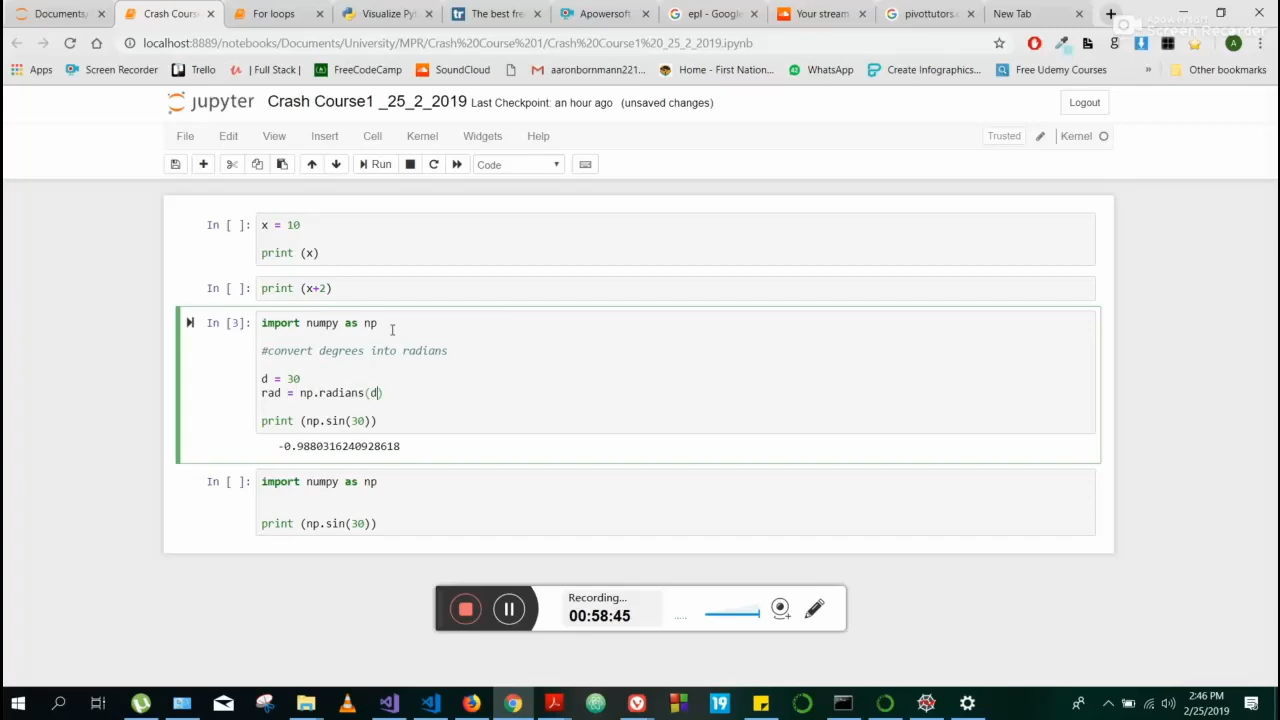 Documents/
Crash Cours
For loops
Visualize Py
The best fre
Apowersoft
epl - Google
Your stream
pivottutors.c
New Tab
Apowersoft
Screen Recorder
localhost:8889/notebooks/Documents/University/MPR/Crash%20Course%201/Crash%20Course1%20_25_2_2019.ipynb
A
Apps
Screen Recorder
Trello
| Full Stack |
FreeCodeCamp
SoundCloud
aaronbornmann221...
Home - First Nation...
WhatsApp
Create Infographics...
Free Udemy Courses
»
Other bookmarks
jupyter Crash Course1 _25_2_2019 Last Checkpoint: an hour ago (unsaved changes)
Logout
File Edit View Insert Cell Kernel Widgets Help
Trusted
Kernel
Run
Code
In [ ]: x = 10
print (x)
In [ ]: print (x+2)
In [3]: import numpy as np
#convert degrees into radians
d = 30
rad = np.radians(d)
print (np.sin(30))
-0.9880316240928618
In [ ]: import numpy as np
print (np.sin(30))
Recording...
00:58:45
.....
19
2:46 PM
2/25/2019